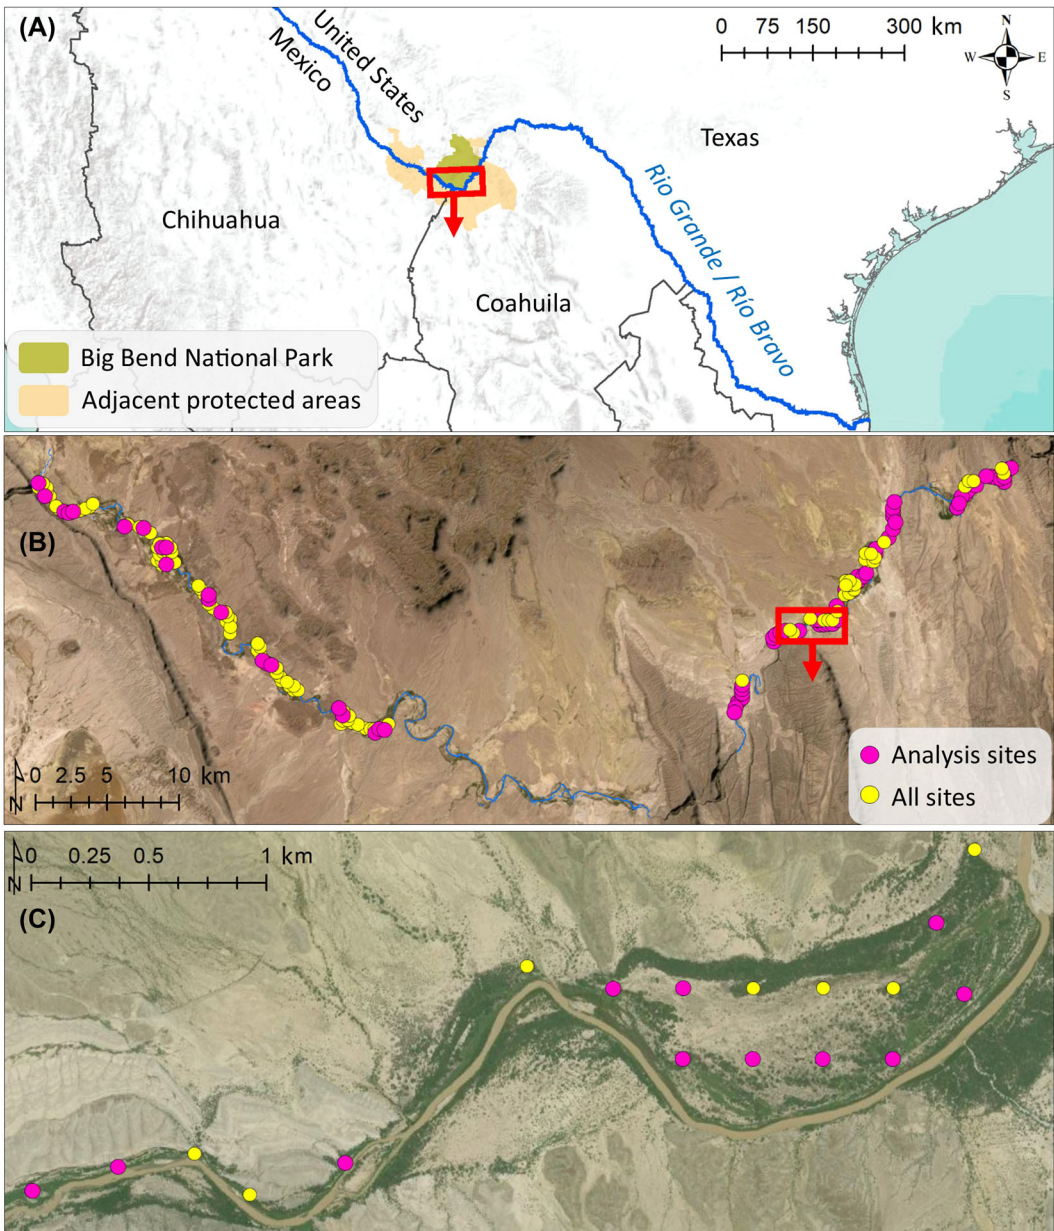 (A)
0 75 150 300 km
N
W E
S
United States
Mexico
Texas
Chihuahua
Coahuila
Rio Grande / Río Bravo
Big Bend National Park
Adjacent protected areas
(B)
N
0 2.5 5 10 km
Analysis sites
All sites
N
0 0.25 0.5 1 km
(C)